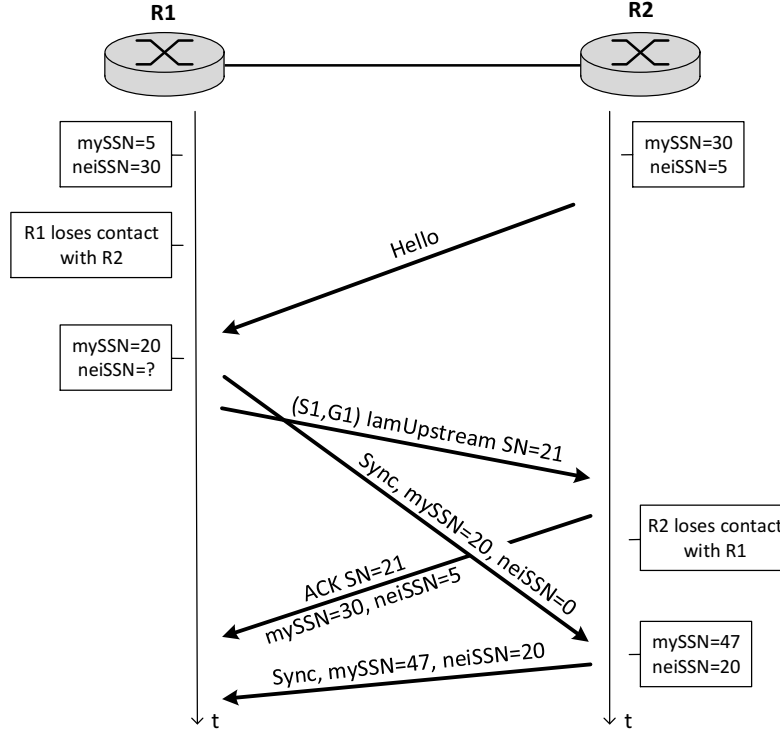 R1
R2
mySSN=5
neiSSN=30
mySSN=30
neiSSN=5
R1 loses contact
with R2
Hello
mySSN=20
neiSSN=?
(S1,G1) IamUpstream SN=21
Sync, mySSN=20, neiSSN=0
R2 loses contact
with R1
ACK SN=21
mySSN=30, neiSSN=5
mySSN=47
neiSSN=20
Sync, mySSN=47, neiSSN=20
t
t